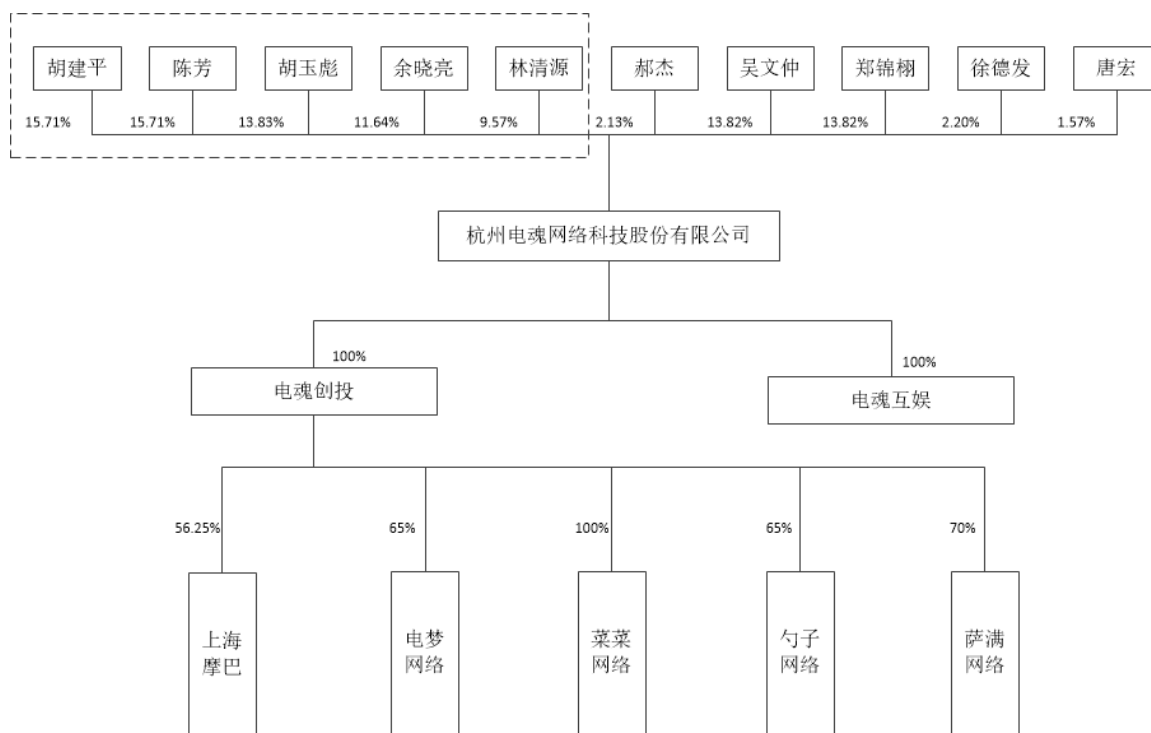 胡建平
陈芳
胡玉彪
余晓亮
林清源
郝杰
吴文仲
郑锦栩
徐德发
唐宏
15.71%
15.71%
13.83%
11.64%
9.57%
2.13%
13.82%
13.82%
2.20%
1.57%
杭州电魂网络科技股份有限公司
100%
100%
电魂创投
电魂互娱
56.25%
65%
100%
65%
70%
上海
摩巴
电梦
网络
菜菜
网络
勺子
网络
萨满
网络